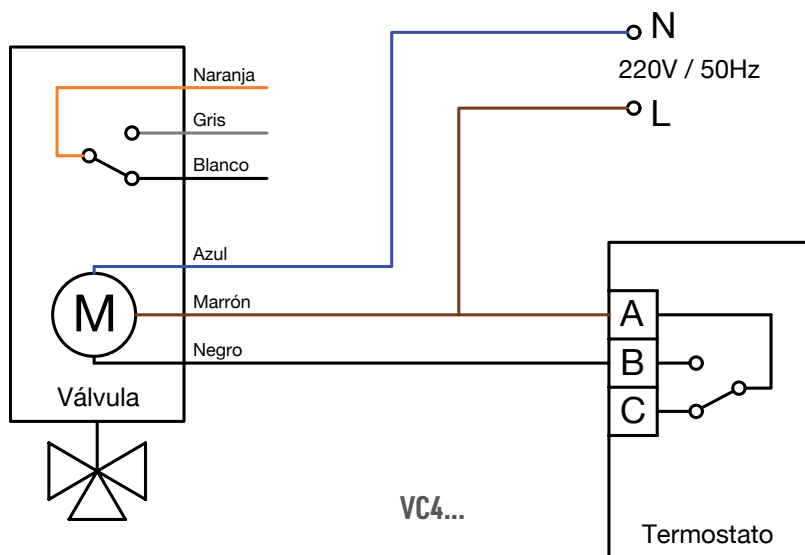 N
220V / 50Hz
L
Naranja
Gris
Blanco
Azul
Marrón
Negro
M
Válvula
A
B
C
VC4...
Termostato